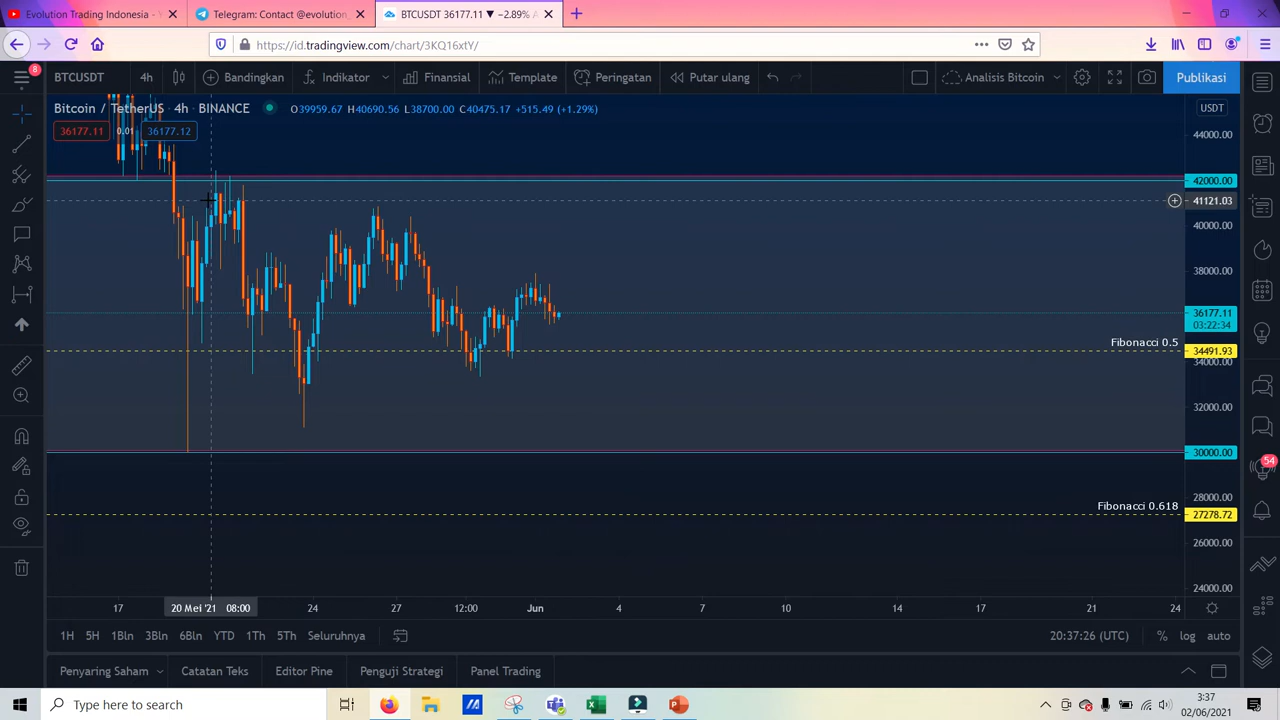 Evolution Trading Indonesia - Y
Telegram: Contact @evolution_
BTCUSDT 36177.11 ▼ −2.89% An
https://id.tradingview.com/chart/3KQ16xtY/
8
BTCUSDT
4h
Bandingkan
Indikator
Finansial
Template
Peringatan
Putar ulang
Analisis Bitcoin
Publikasi
Bitcoin / TetherUS · 4h · BINANCE
O39959.67 H40690.56 L38700.00 C40475.17 +515.49 (+1.29%)
USDT
36177.11
0.01
36177.12
44000.00
42000.00
41121.03
40000.00
38000.00
36177.11
03:22:34
Fibonacci 0.5
34491.93
34000.00
32000.00
30000.00
54
28000.00
Fibonacci 0.618
27278.72
26000.00
24000.00
17
20 Mei '21 08:00
24
27
12:00
Jun
4
7
10
14
17
21
24
1H
5H
1Bln
3Bln
6Bln
YTD
1Th
5Th
Seluruhnya
20:37:26 (UTC)
%
log
auto
Penyaring Saham
Catatan Teks
Editor Pine
Penguji Strategi
Panel Trading
Type here to search
3:37
02/06/2021